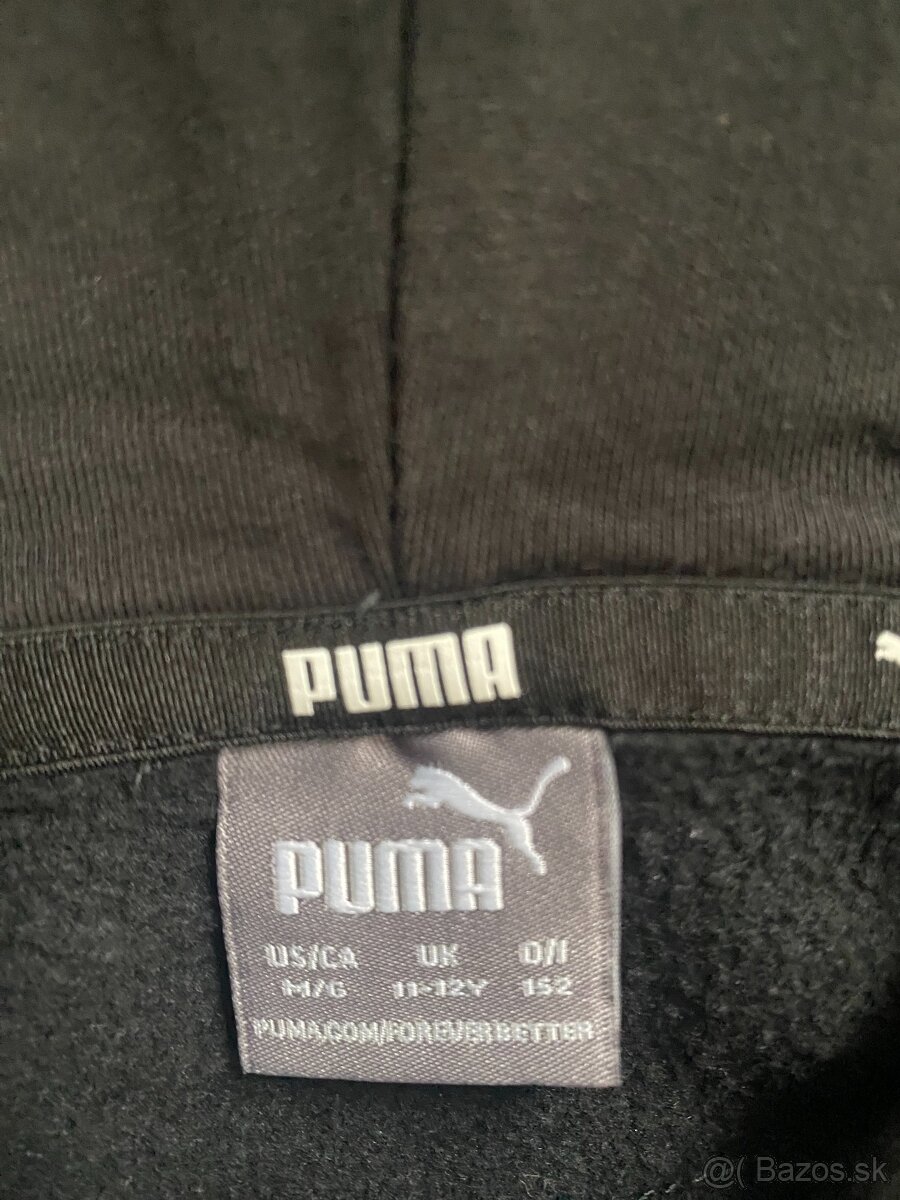 PUMA
PUMA
US/CA UK D/I
M/G 11-12Y 152
PUMA.COM/FOREVERBETTER
@( Bazos.sk